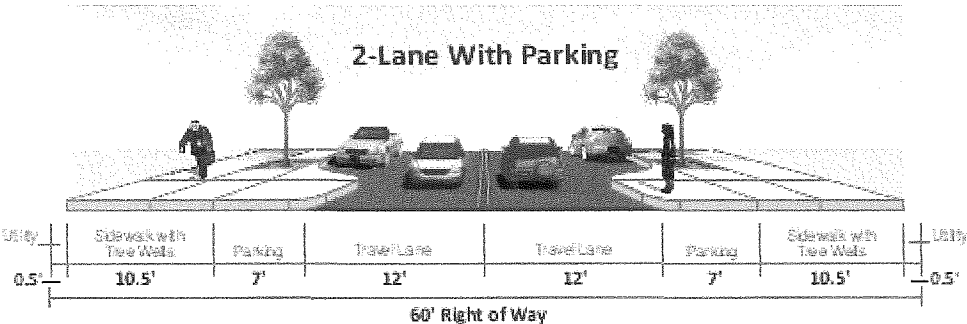 2-Lane With Parking
Utility Sidewalk with Tree Wells Parking Travel Lane Travel Lane Parking Sidewalk with Tree Wells Utility
0.5' 10.5' 7' 12' 12' 7' 10.5' 0.5'
60' Right of Way